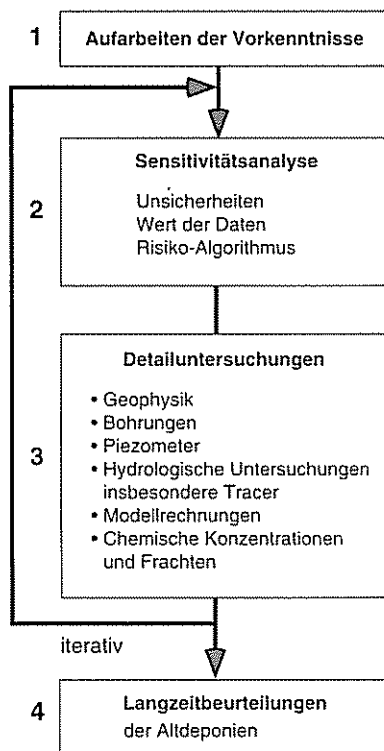 1 Aufarbeiten der Vorkenntnisse
Sensitivitätsanalyse
2
Unsicherheiten
Wert der Daten
Risiko-Algorithmus
Detailuntersuchungen
3
• Geophysik
• Bohrungen
• Piezometer
• Hydrologische Untersuchungen
insbesondere Tracer
• Modellrechnungen
• Chemische Konzentrationen
und Frachten
iterativ
4
Langzeitbeurteilungen
der Altdeponien